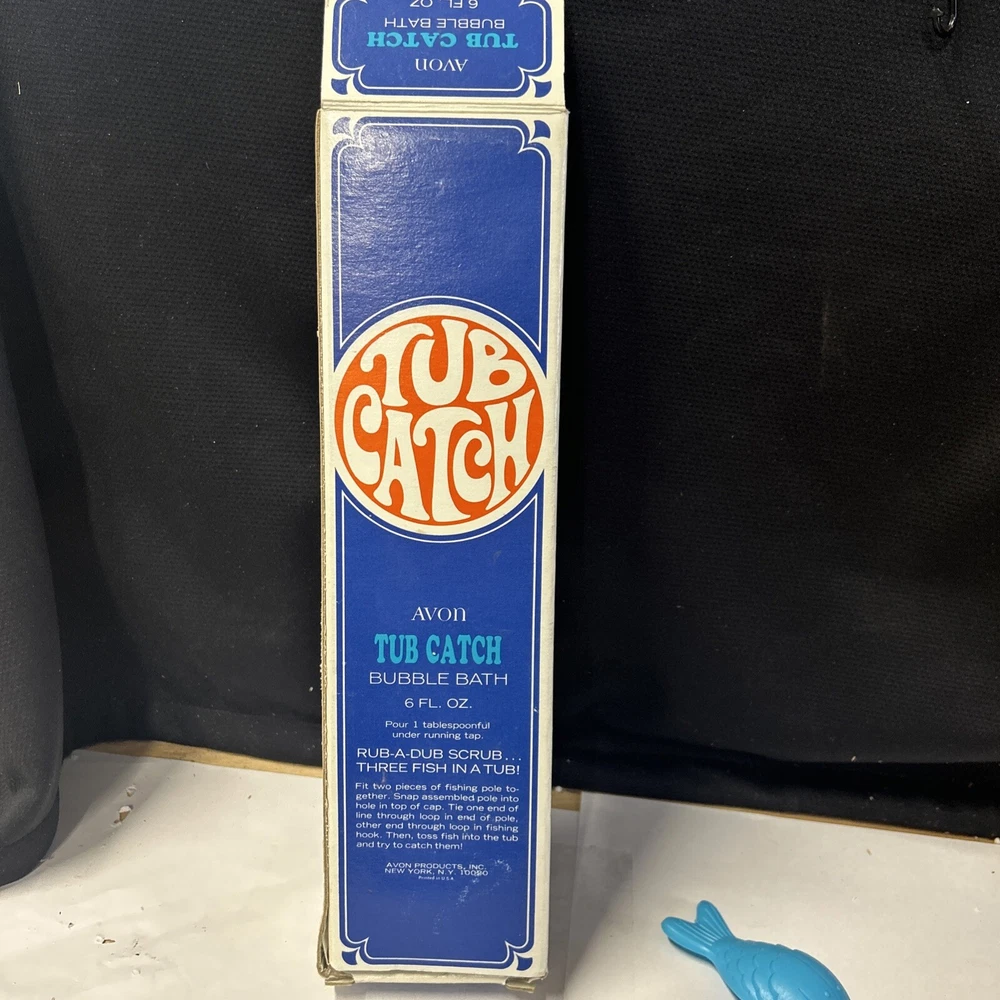 6 FL. OZ
BUBBLE BATH
TUB CATCH
AVON
TUB
CATCH
AVON
TUB CATCH
BUBBLE BATH
6 FL. OZ.
Pour 1 tablespoonful
under running tap.
RUB-A-DUB SCRUB...
THREE FISH IN A TUB!
Fit two pieces of fishing pole to-
gether. Snap assembled pole into
hole in top of cap. Tie one end of
line through loop in end of pole,
other end through loop in fishing
hook. Then, toss fish into the tub
and try to catch them!
AVON PRODUCTS, INC.
NEW YORK, N.Y. 10020
Printed in U.S.A.